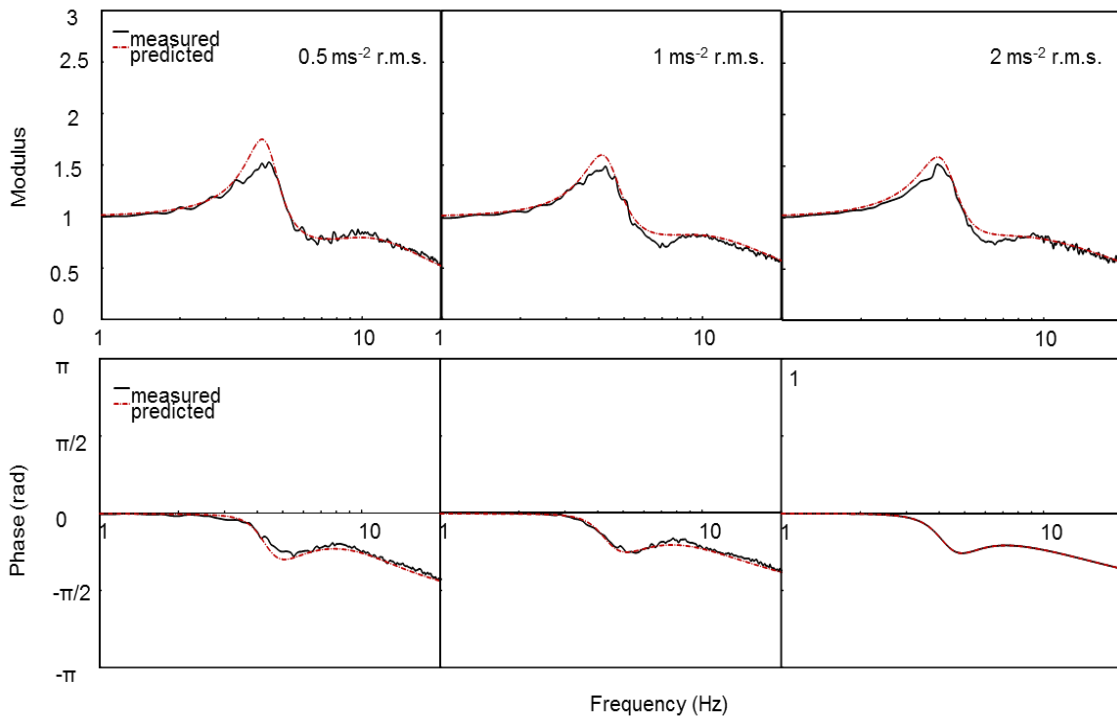 3
2.5
2
1.5
1
0.5
0
Modulus
measured
predicted
0.5 ms-2 r.m.s.
1 ms-2 r.m.s.
2 ms-2 r.m.s.
1
10
1
10
10
π
π/2
0
-π/2
-π
Phase (rad)
measured
predicted
1
1
10
1
10
1
10
Frequency (Hz)